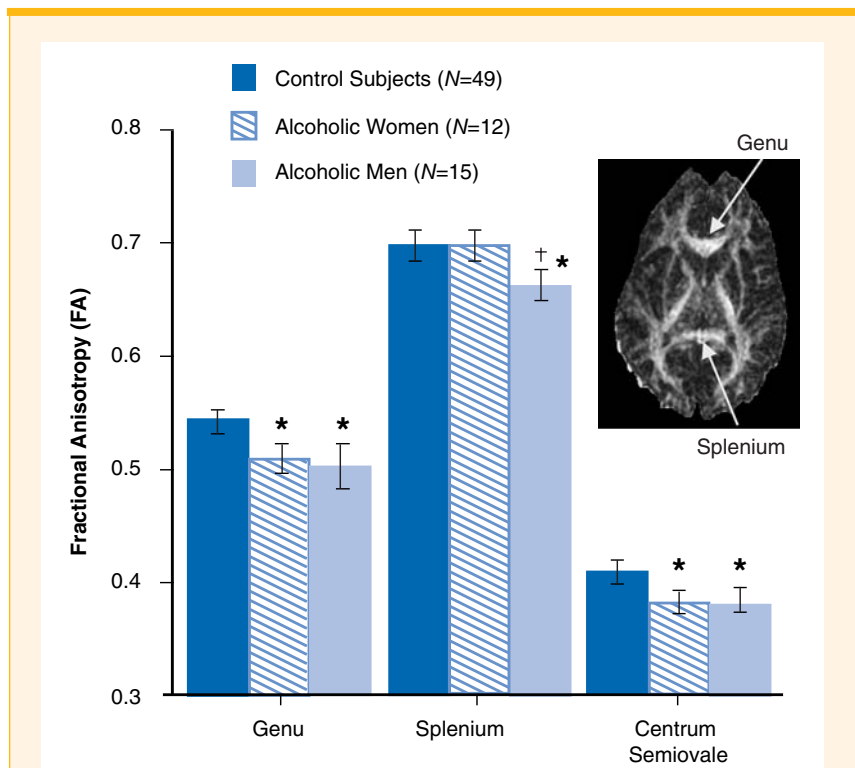 Control Subjects (N=49)
Alcoholic Women (N=12)
Alcoholic Men (N=15)
Genu
Splenium
Fractional Anisotropy (FA)
0.8
0.7
0.6
0.5
0.4
0.3
* *
† *
* *
Genu
Splenium
Centrum
Semiovale